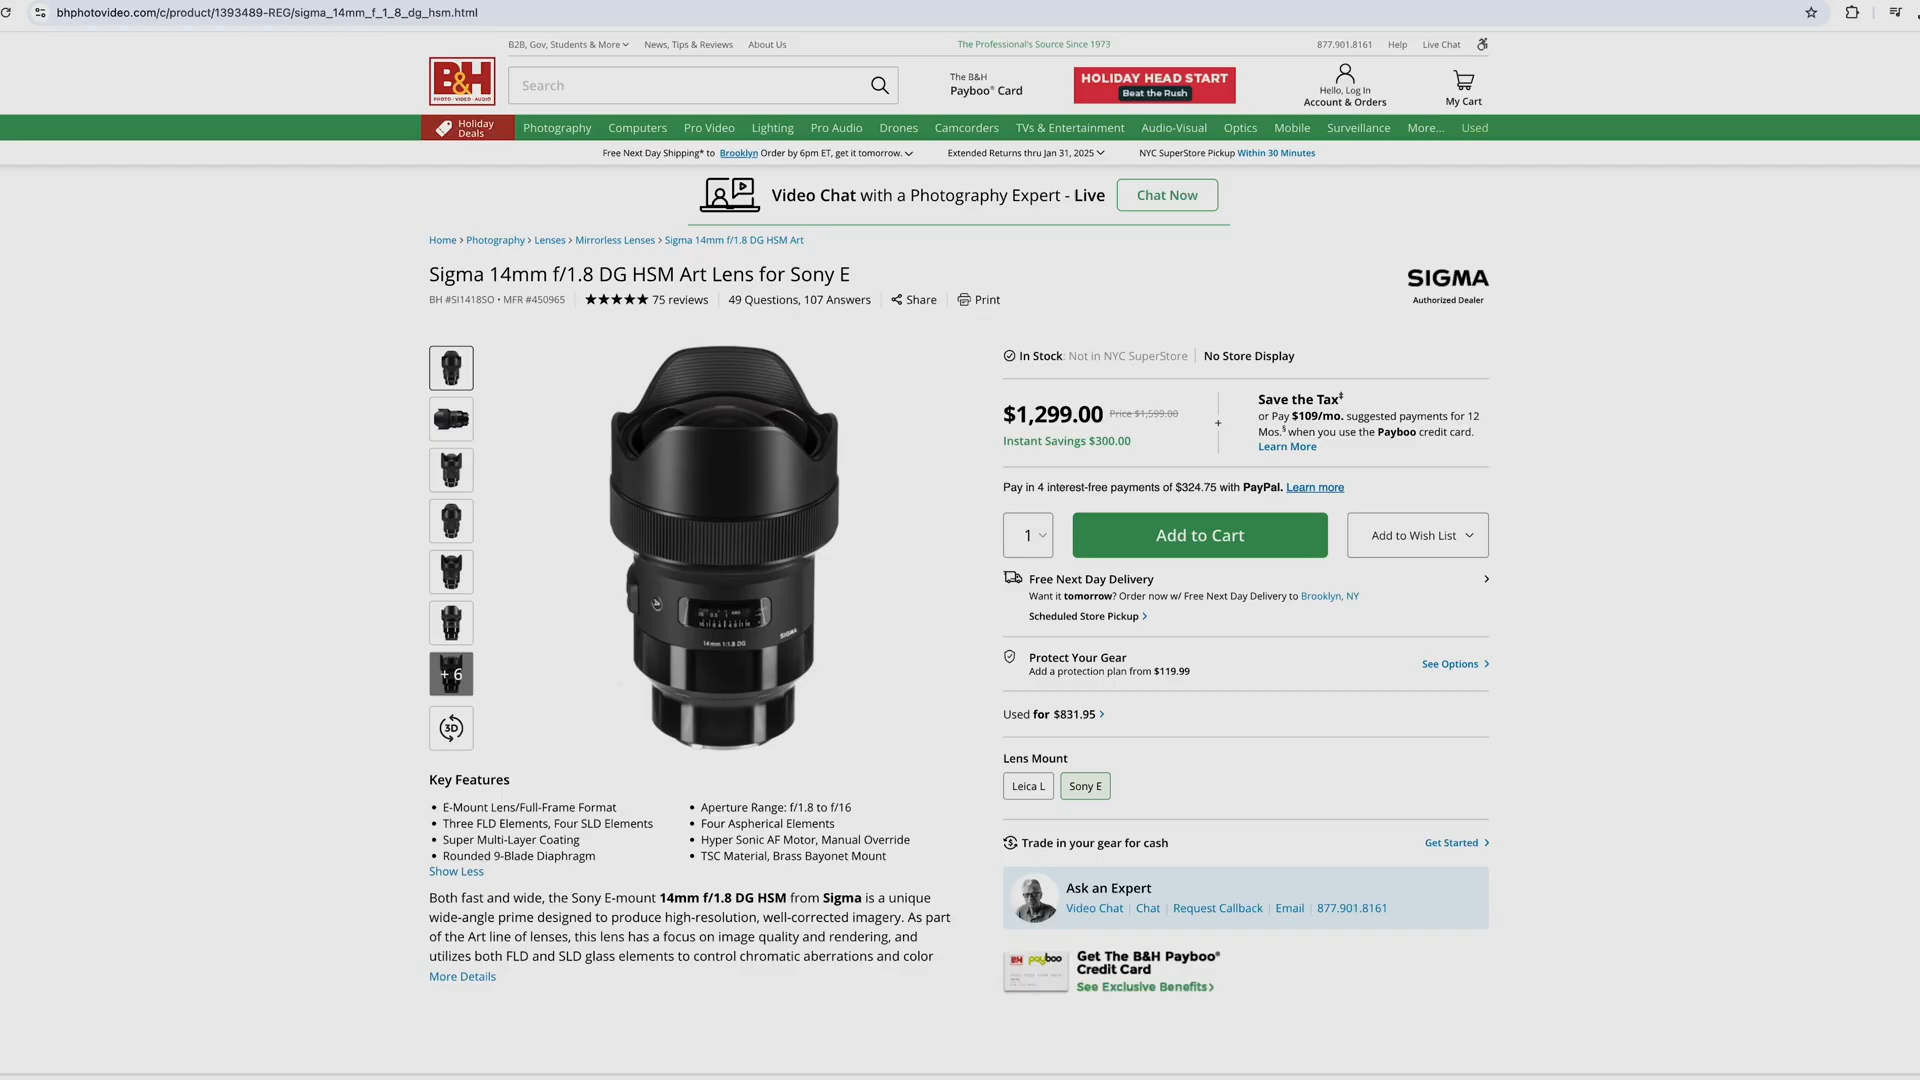 bhphotovideo.com/c/product/1393489-REG/sigma_14mm_f_1_8_dg_hsm.html
B2B, Gov, Students & More News, Tips & Reviews About Us
The Professional's Source Since 1973
877.901.8161 Help Live Chat
B&H
PHOTO · VIDEO · AUDIO
Search
The B&H
Payboo® Card
HOLIDAY HEAD START
Beat the Rush
Hello, Log In
Account & Orders
My Cart
Holiday
Deals
Photography Computers Pro Video Lighting Pro Audio Drones Camcorders TVs & Entertainment Audio-Visual Optics Mobile Surveillance More... Used
Free Next Day Shipping* to Brooklyn Order by 6pm ET, get it tomorrow. Extended Returns thru Jan 31, 2025 NYC SuperStore Pickup Within 30 Minutes
Video Chat with a Photography Expert - Live Chat Now
Home > Photography > Lenses > Mirrorless Lenses > Sigma 14mm f/1.8 DG HSM Art
Sigma 14mm f/1.8 DG HSM Art Lens for Sony E
BH #SI1418SO • MFR #450965 ★★★★★ 75 reviews 49 Questions, 107 Answers Share Print
SIGMA
Authorized Dealer
+ 6
3D
14mm 1:1.8 DG
SIGMA
In Stock: Not in NYC SuperStore No Store Display
$1,299.00 Price $1,599.00
Instant Savings $300.00
+
Save the Tax‡
or Pay $109/mo. suggested payments for 12
Mos.§ when you use the Payboo credit card.
Learn More
Pay in 4 interest-free payments of $324.75 with PayPal. Learn more
1 Add to Cart Add to Wish List
Free Next Day Delivery
Want it tomorrow? Order now w/ Free Next Day Delivery to Brooklyn, NY
Scheduled Store Pickup
Protect Your Gear
Add a protection plan from $119.99
See Options
Used for $831.95
Lens Mount
Leica L Sony E
Trade in your gear for cash Get Started
Ask an Expert
Video Chat | Chat | Request Callback | Email | 877.901.8161
B&H payboo
Get The B&H Payboo®
Credit Card
See Exclusive Benefits>
Key Features
• E-Mount Lens/Full-Frame Format
• Three FLD Elements, Four SLD Elements
• Super Multi-Layer Coating
• Rounded 9-Blade Diaphragm
• Aperture Range: f/1.8 to f/16
• Four Aspherical Elements
• Hyper Sonic AF Motor, Manual Override
• TSC Material, Brass Bayonet Mount
Show Less
Both fast and wide, the Sony E-mount 14mm f/1.8 DG HSM from Sigma is a unique
wide-angle prime designed to produce high-resolution, well-corrected imagery. As part
of the Art line of lenses, this lens has a focus on image quality and rendering, and
utilizes both FLD and SLD glass elements to control chromatic aberrations and color
More Details